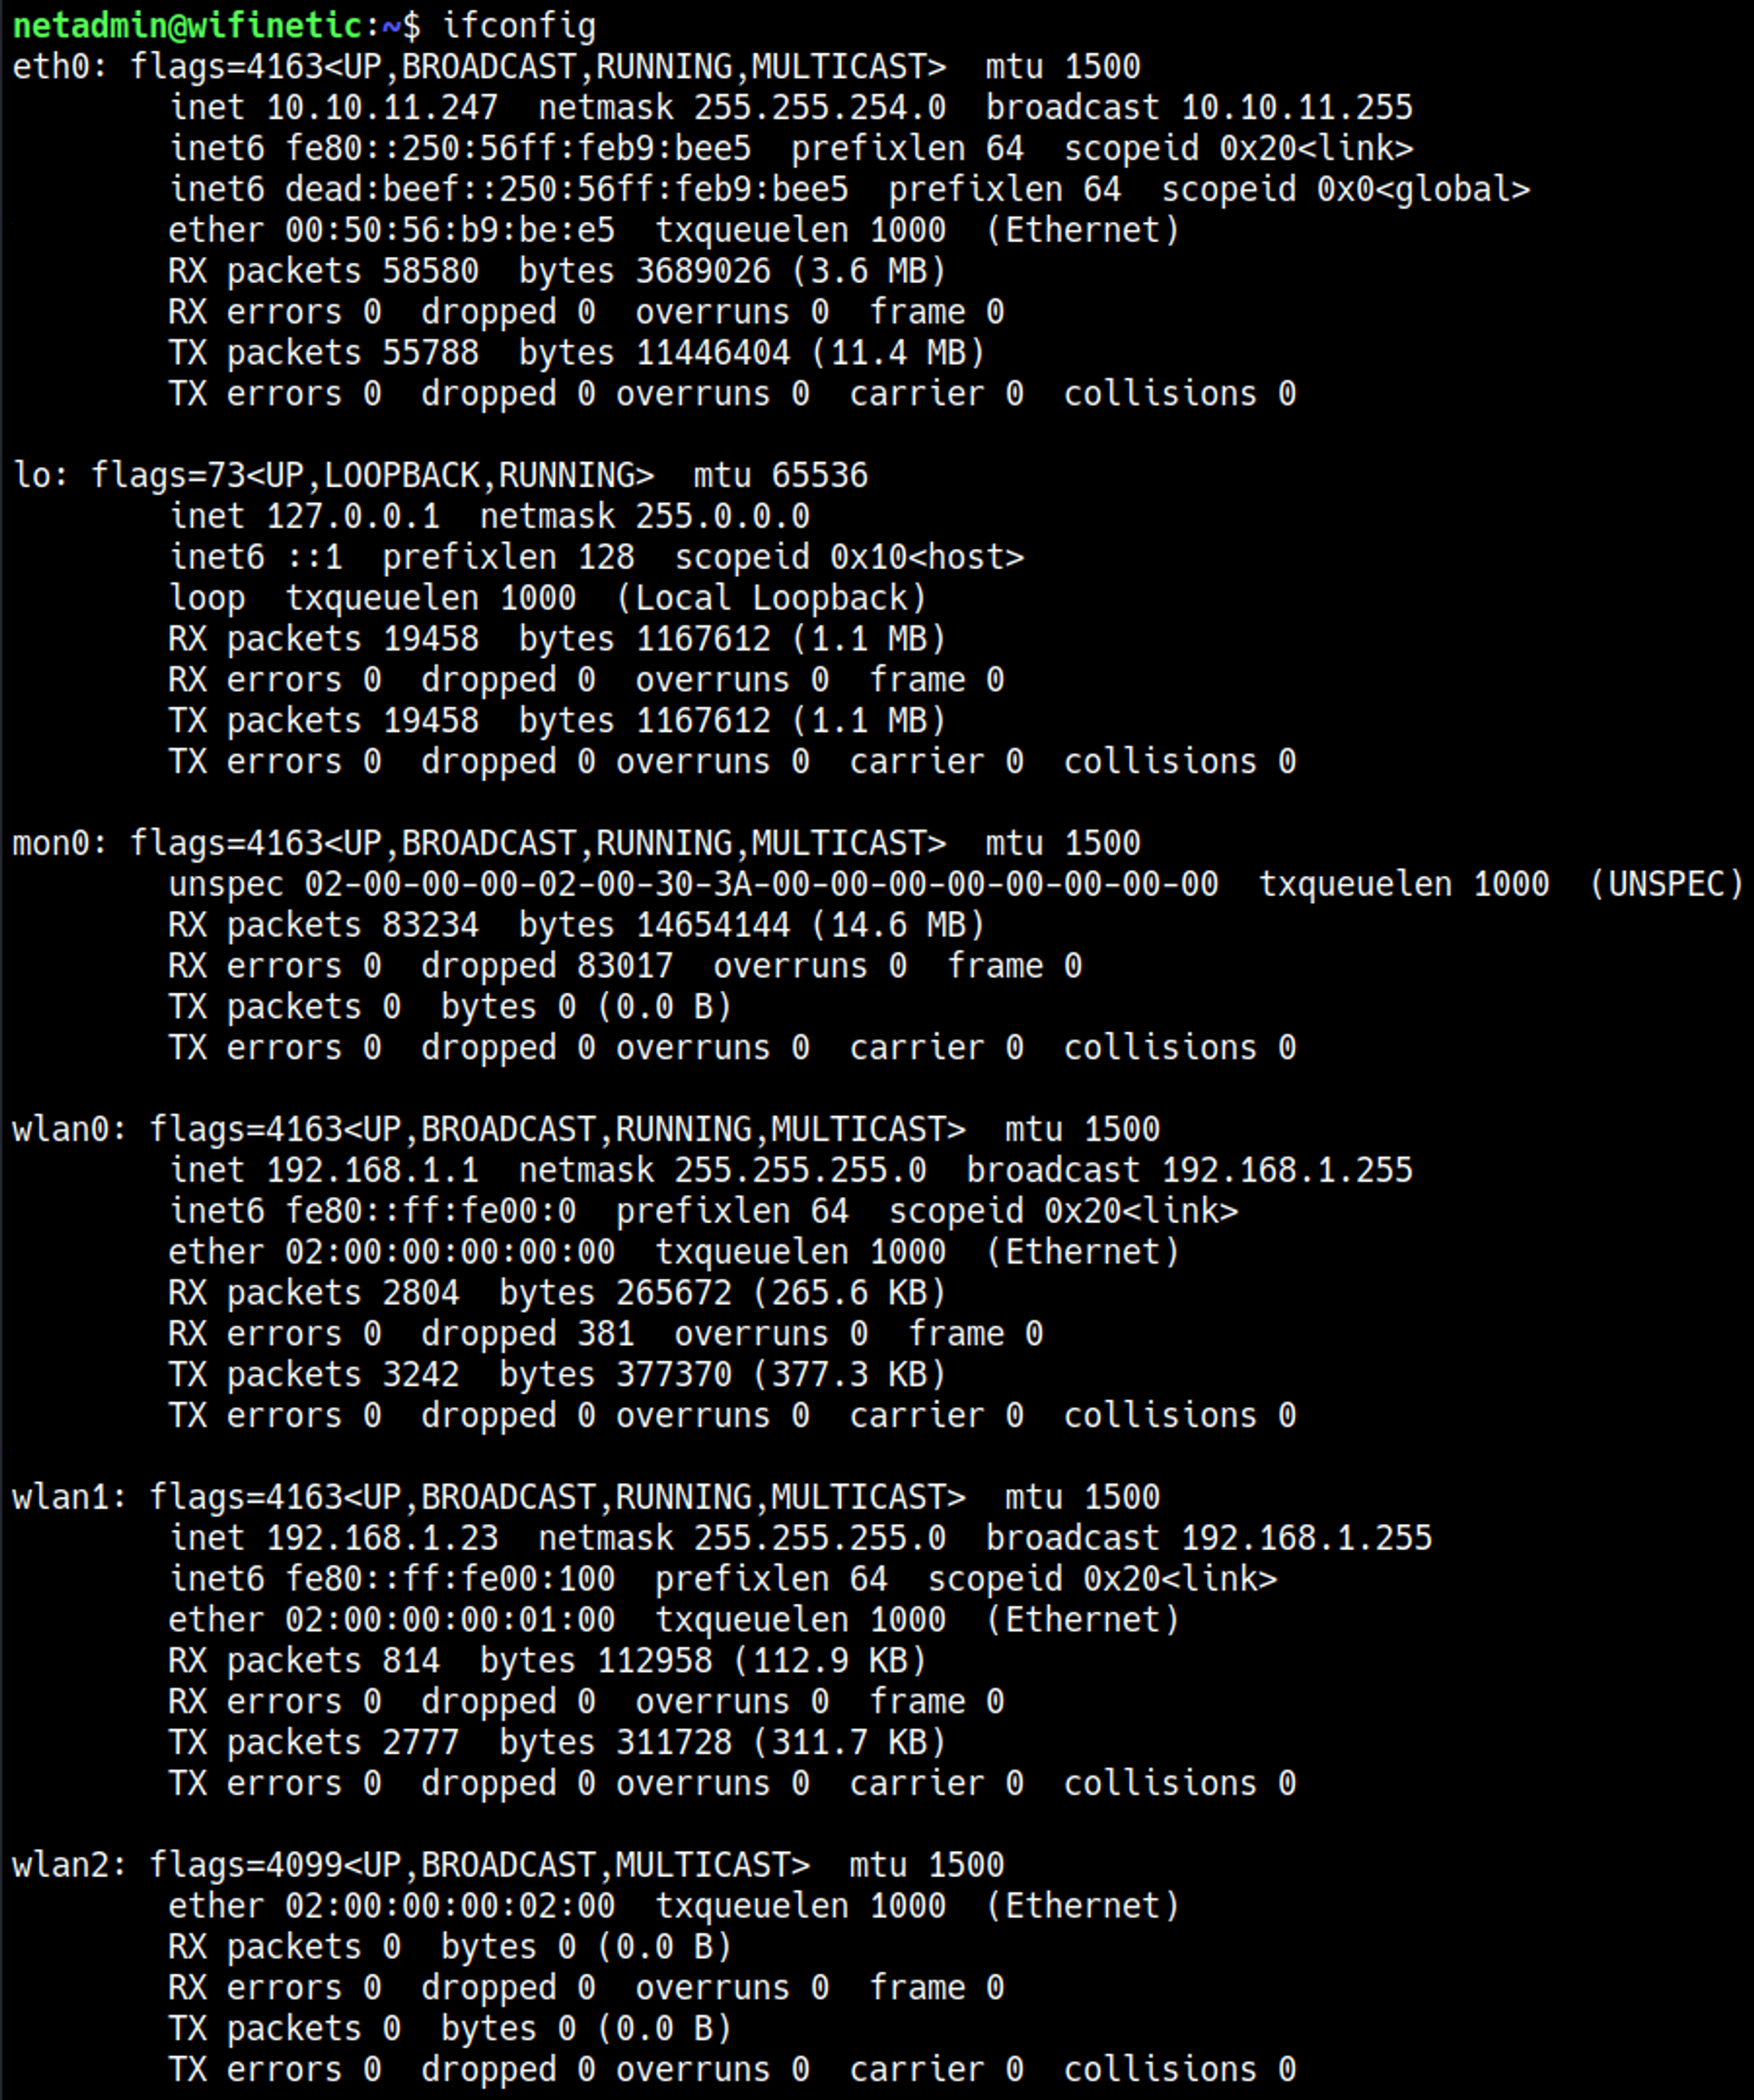 netadmin@wifinetic:~$ ifconfig
eth0: flags=4163<UP,BROADCAST,RUNNING,MULTICAST>  mtu 1500
        inet 10.10.11.247  netmask 255.255.254.0  broadcast 10.10.11.255
        inet6 fe80::250:56ff:feb9:bee5  prefixlen 64  scopeid 0x20<link>
        inet6 dead:beef::250:56ff:feb9:bee5  prefixlen 64  scopeid 0x0<global>
        ether 00:50:56:b9:be:e5  txqueuelen 1000  (Ethernet)
        RX packets 58580  bytes 3689026 (3.6 MB)
        RX errors 0  dropped 0  overruns 0  frame 0
        TX packets 55788  bytes 11446404 (11.4 MB)
        TX errors 0  dropped 0 overruns 0  carrier 0  collisions 0

lo: flags=73<UP,LOOPBACK,RUNNING>  mtu 65536
        inet 127.0.0.1  netmask 255.0.0.0
        inet6 ::1  prefixlen 128  scopeid 0x10<host>
        loop  txqueuelen 1000  (Local Loopback)
        RX packets 19458  bytes 1167612 (1.1 MB)
        RX errors 0  dropped 0  overruns 0  frame 0
        TX packets 19458  bytes 1167612 (1.1 MB)
        TX errors 0  dropped 0 overruns 0  carrier 0  collisions 0

mon0: flags=4163<UP,BROADCAST,RUNNING,MULTICAST>  mtu 1500
        unspec 02-00-00-00-02-00-30-3A-00-00-00-00-00-00-00-00  txqueuelen 1000  (UNSPEC)
        RX packets 83234  bytes 14654144 (14.6 MB)
        RX errors 0  dropped 83017  overruns 0  frame 0
        TX packets 0  bytes 0 (0.0 B)
        TX errors 0  dropped 0 overruns 0  carrier 0  collisions 0

wlan0: flags=4163<UP,BROADCAST,RUNNING,MULTICAST>  mtu 1500
        inet 192.168.1.1  netmask 255.255.255.0  broadcast 192.168.1.255
        inet6 fe80::ff:fe00:0  prefixlen 64  scopeid 0x20<link>
        ether 02:00:00:00:00:00  txqueuelen 1000  (Ethernet)
        RX packets 2804  bytes 265672 (265.6 KB)
        RX errors 0  dropped 381  overruns 0  frame 0
        TX packets 3242  bytes 377370 (377.3 KB)
        TX errors 0  dropped 0 overruns 0  carrier 0  collisions 0

wlan1: flags=4163<UP,BROADCAST,RUNNING,MULTICAST>  mtu 1500
        inet 192.168.1.23  netmask 255.255.255.0  broadcast 192.168.1.255
        inet6 fe80::ff:fe00:100  prefixlen 64  scopeid 0x20<link>
        ether 02:00:00:00:01:00  txqueuelen 1000  (Ethernet)
        RX packets 814  bytes 112958 (112.9 KB)
        RX errors 0  dropped 0  overruns 0  frame 0
        TX packets 2777  bytes 311728 (311.7 KB)
        TX errors 0  dropped 0 overruns 0  carrier 0  collisions 0

wlan2: flags=4099<UP,BROADCAST,MULTICAST>  mtu 1500
        ether 02:00:00:00:02:00  txqueuelen 1000  (Ethernet)
        RX packets 0  bytes 0 (0.0 B)
        RX errors 0  dropped 0  overruns 0  frame 0
        TX packets 0  bytes 0 (0.0 B)
        TX errors 0  dropped 0 overruns 0  carrier 0  collisions 0